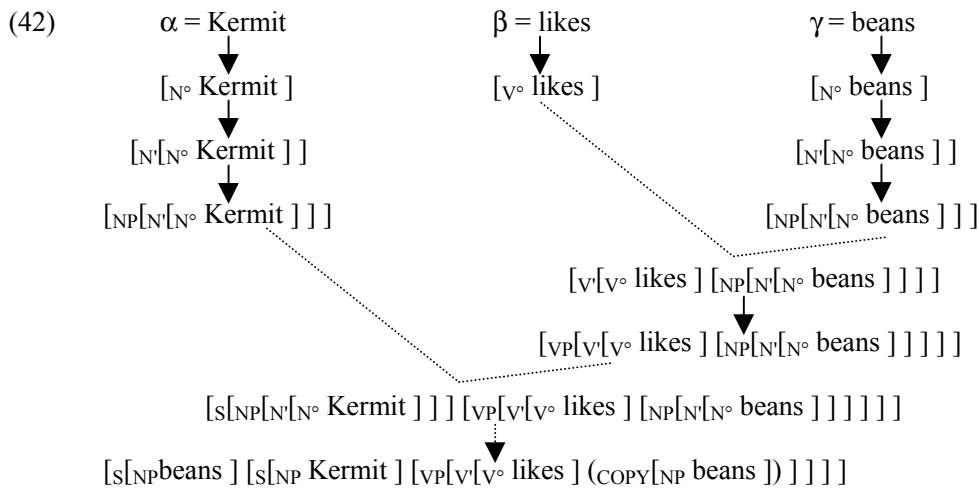 (42) α = Kermit β = likes γ = beans
[N° Kermit ] [V° likes ] [N° beans ]
[N'[N° Kermit ] ] [N'[N° beans ] ]
[NP[N'[N° Kermit ] ] ] [NP[N'[N° beans ] ] ]
[V'[V° likes ] [NP[N'[N° beans ] ] ] ]
[VP[V'[V° likes ] [NP[N'[N° beans ] ] ] ] ]
[S[NP[N'[N° Kermit ] ] ] [VP[V'[V° likes ] [NP[N'[N° beans ] ] ] ] ] ]
[S[NPbeans ] [S[NP Kermit ] [VP[V'[V° likes ] (COPY[NP beans ]) ] ] ] ]